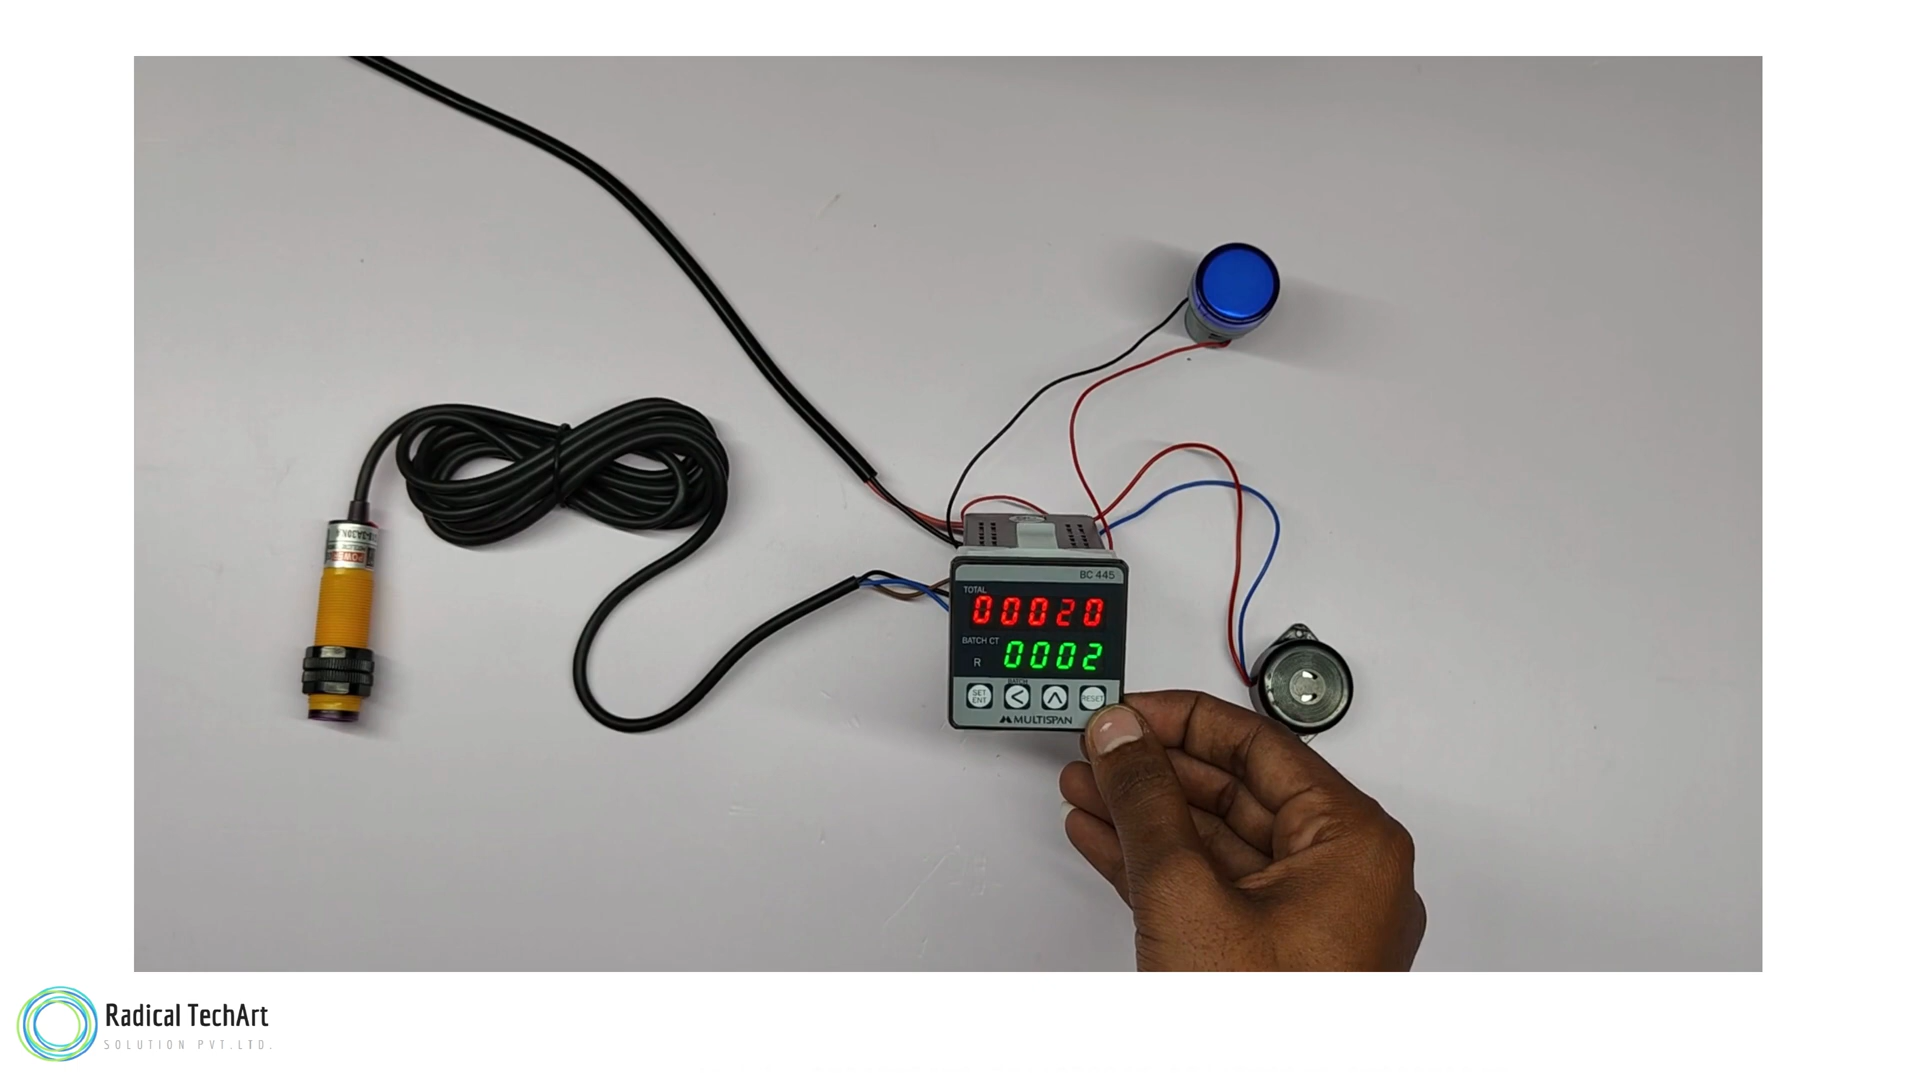 BC 445
TOTAL
00020
BATCH CT
R 0002
BATCH
SET
ENT
RESET
MULTISPAN
Radical TechArt
SOLUTION PVT.LTD.